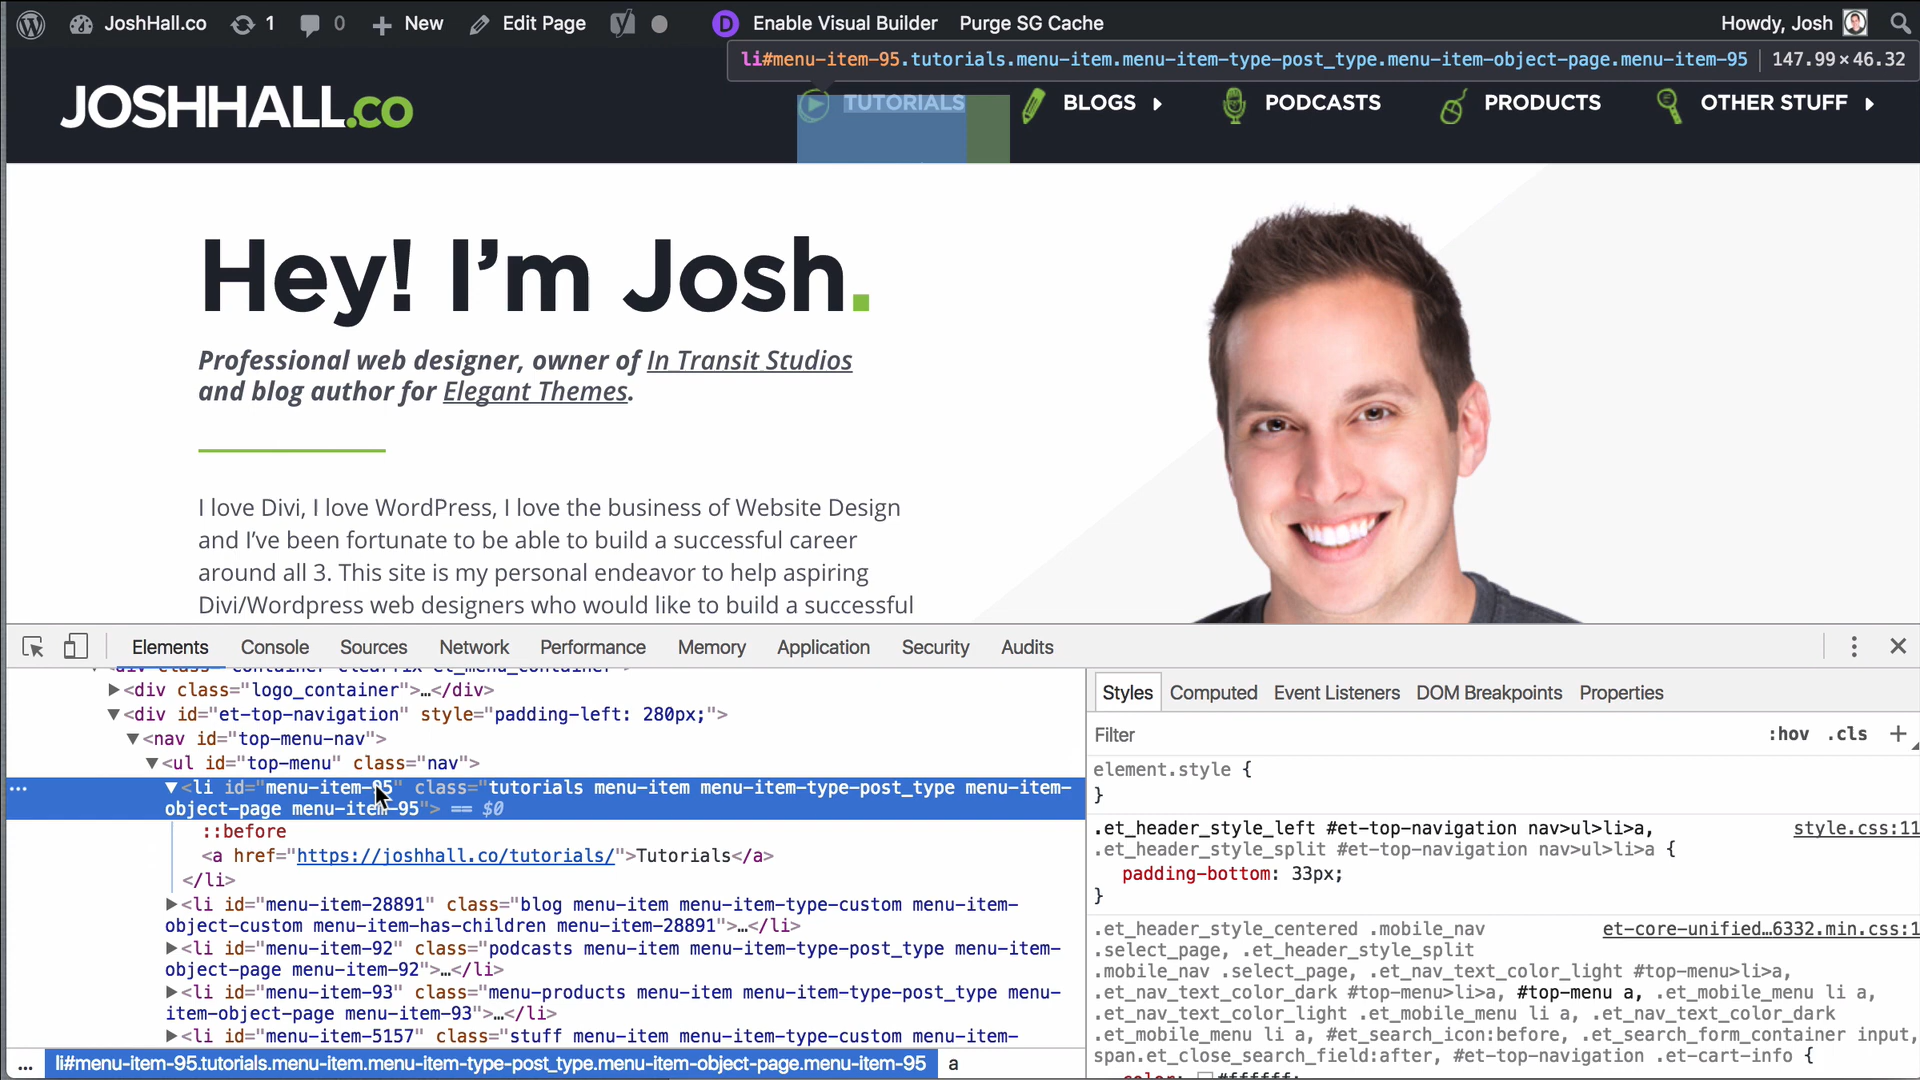 JoshHall.co 1 0 New Edit Page Enable Visual Builder Purge SG Cache Howdy, Josh
li#menu-item-95.tutorials.menu-item.menu-item-type-post_type.menu-item-object-page.menu-item-95 147.99×46.32
JOSHHALL.co TUTORIALS BLOGS PODCASTS PRODUCTS OTHER STUFF
Hey! I’m Josh.
Professional web designer, owner of In Transit Studios
and blog author for Elegant Themes.
I love Divi, I love WordPress, I love the business of Website Design
and I’ve been fortunate to be able to build a successful career
around all 3. This site is my personal endeavor to help aspiring
Divi/Wordpress web designers who would like to build a successful
Elements Console Sources Network Performance Memory Application Security Audits
<div class="logo_container">…</div>
<div id="et-top-navigation" style="padding-left: 280px;">
<nav id="top-menu-nav">
<ul id="top-menu" class="nav">
<li id="menu-item-95" class="tutorials menu-item menu-item-type-post_type menu-item-
object-page menu-item-95"> == $0
::before
<a href="https://joshhall.co/tutorials/">Tutorials</a>
</li>
<li id="menu-item-28891" class="blog menu-item menu-item-type-custom menu-item-
object-custom menu-item-has-children menu-item-28891">…</li>
<li id="menu-item-92" class="podcasts menu-item menu-item-type-post_type menu-item-
object-page menu-item-92">…</li>
<li id="menu-item-93" class="menu-products menu-item menu-item-type-post_type menu-
item-object-page menu-item-93">…</li>
<li id="menu-item-5157" class="stuff menu-item menu-item-type-custom menu-item-
... li#menu-item-95.tutorials.menu-item.menu-item-type-post_type.menu-item-object-page.menu-item-95 a
Styles Computed Event Listeners DOM Breakpoints Properties
Filter :hov .cls +
element.style {
}
.et_header_style_left #et-top-navigation nav>ul>li>a, style.css:11
.et_header_style_split #et-top-navigation nav>ul>li>a {
padding-bottom: 33px;
}
.et_header_style_centered .mobile_nav et-core-unified…6332.min.css:1
.select_page, .et_header_style_split
.mobile_nav .select_page, .et_nav_text_color_light #top-menu>li>a,
.et_nav_text_color_dark #top-menu>li>a, #top-menu a, .et_mobile_menu li a,
.et_nav_text_color_light .et_mobile_menu li a, .et_nav_text_color_dark
.et_mobile_menu li a, #et_search_icon:before, .et_search_form_container input,
span.et_close_search_field:after, #et-top-navigation .et-cart-info {
color: #ffffff;